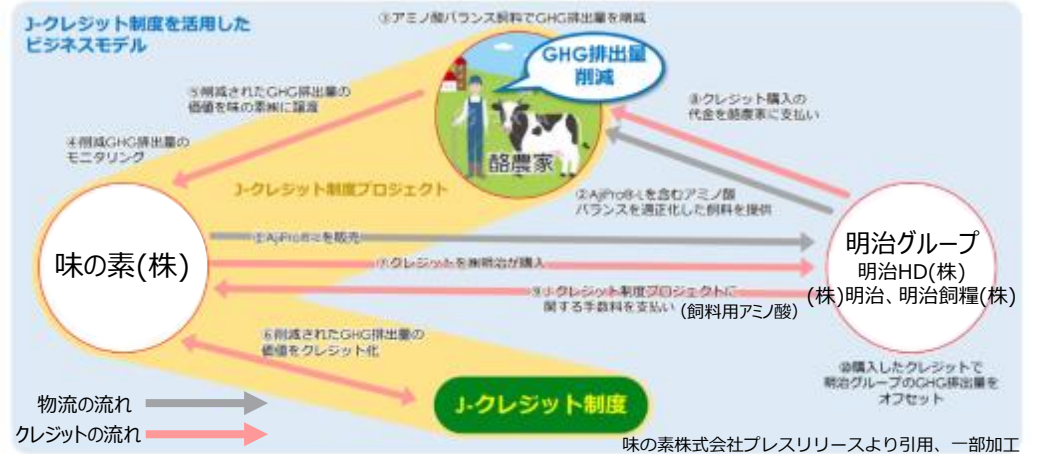 J-クレジット制度を活用した
ビジネスモデル
③アミノ酸バランス飼料でGHG排出量を削減
GHG排出量
削減
酪農家
⑤削減されたGHG排出量の
価値を味の素㈱に譲渡
④削減GHG排出量の
モニタリング
J-クレジット制度プロジェクト
⑧クレジット購入の
代金を酪農家に支払い
②AjiPro®-Lを含むアミノ酸
バランスを適正化した飼料を提供
味の素(株)
①AjiPro®-Lを販売
⑦クレジットを㈱明治が購入
⑨J-クレジット制度プロジェクトに
関する手数料を支払い
(飼料用アミノ酸)
明治グループ
明治HD(株)
(株)明治、明治飼糧(株)
⑥削減されたGHG排出量の
価値をクレジット化
J-クレジット制度
⑩購入したクレジットで
明治グループのGHG排出量を
オフセット
物流の流れ
クレジットの流れ
味の素株式会社プレスリリースより引用、一部加工